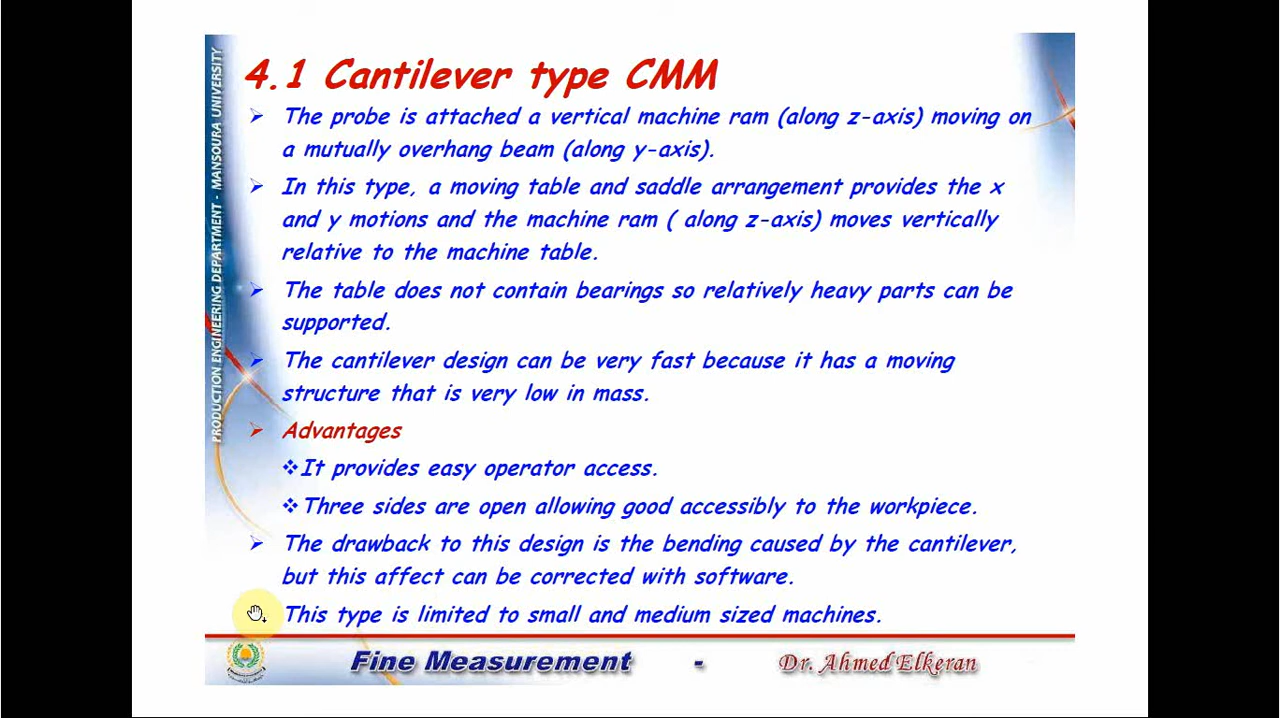 4.1 Cantilever type CMM
The probe is attached a vertical machine ram (along z-axis) moving on
a mutually overhang beam (along y-axis).
In this type, a moving table and saddle arrangement provides the x
and y motions and the machine ram ( along z-axis) moves vertically
relative to the machine table.
The table does not contain bearings so relatively heavy parts can be
supported.
The cantilever design can be very fast because it has a moving
structure that is very low in mass.
Advantages
It provides easy operator access.
Three sides are open allowing good accessibly to the workpiece.
The drawback to this design is the bending caused by the cantilever,
but this affect can be corrected with software.
This type is limited to small and medium sized machines.
PRODUCTION ENGINEERING DEPARTMENT - MANSOURA UNIVERSITY
Fine Measurement - Dr. Ahmed Elkeran